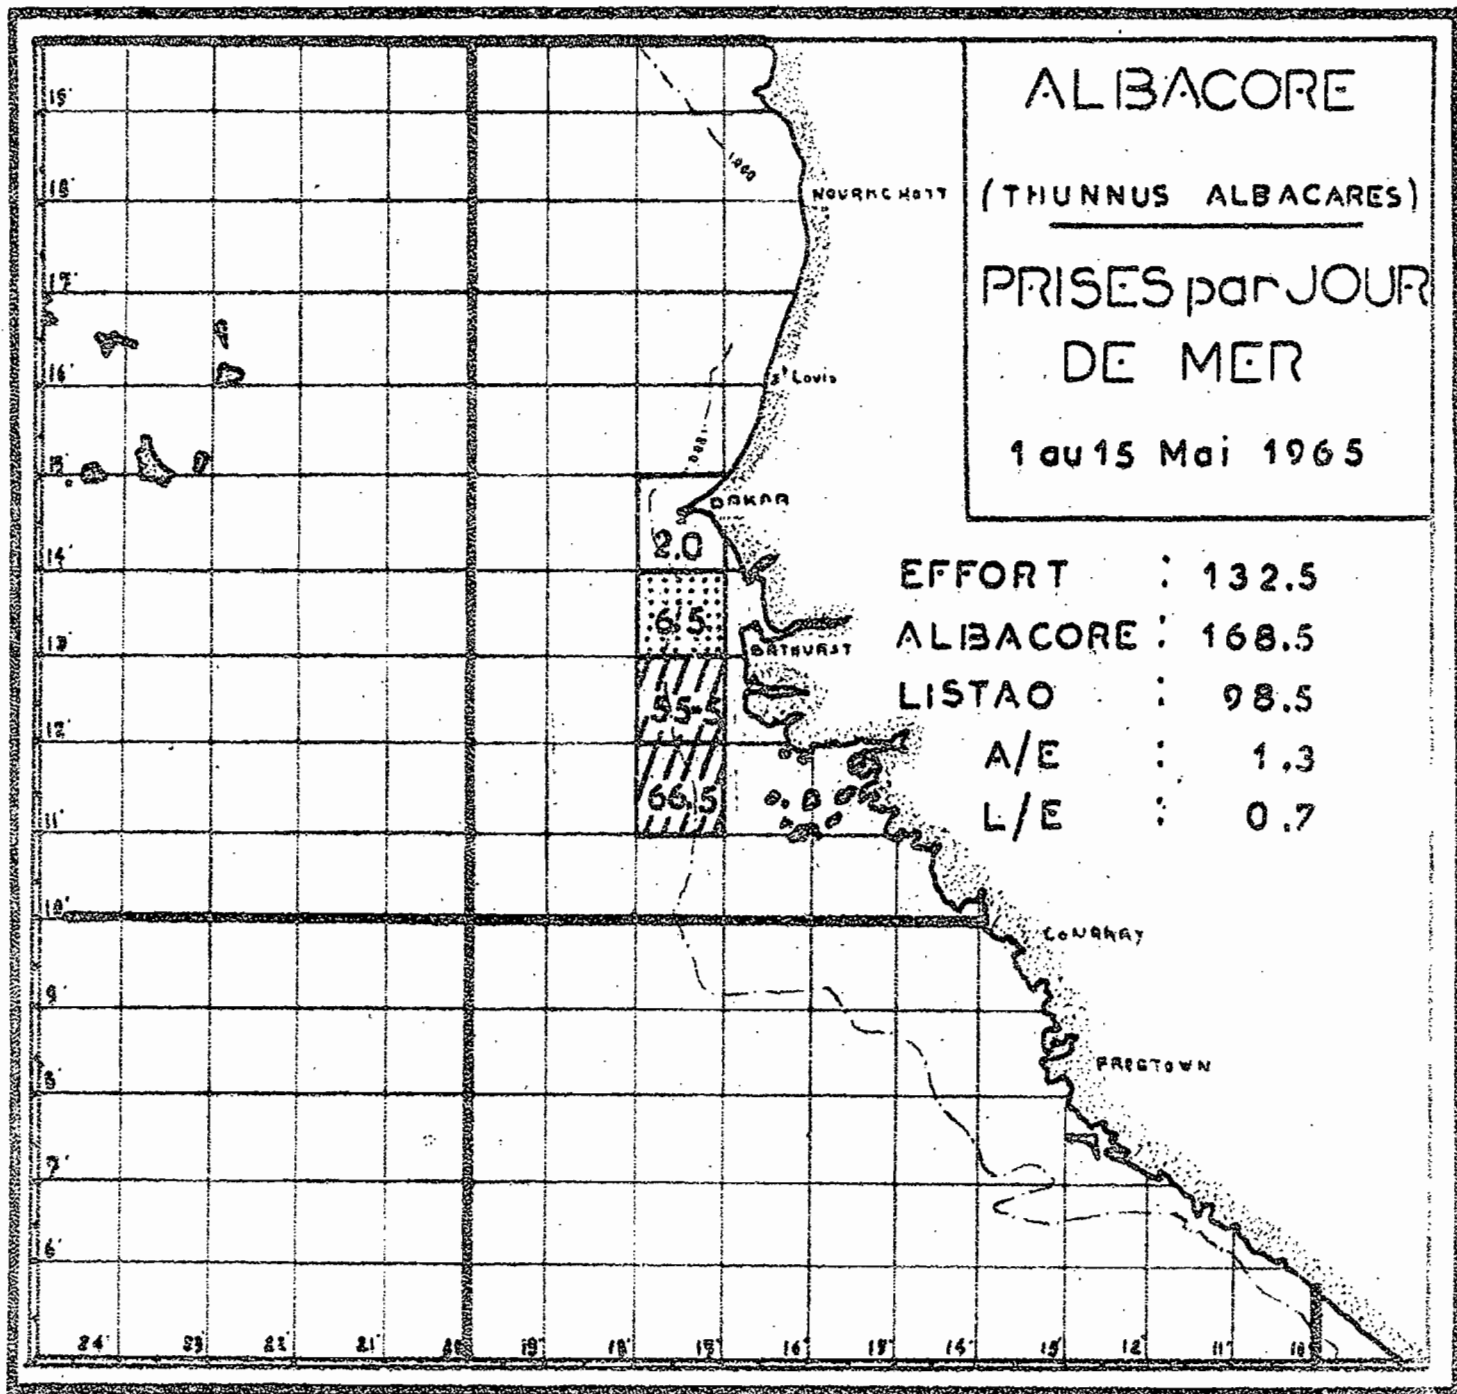 ALBACORE
(THUNNUS ALBACARES)
PRISES par JOUR
DE MER
1 au 15 Mai 1965
EFFORT : 132.5
ALBACORE : 168.5
LISTAO : 98.5
A/E : 1.3
L/E : 0.7
1.000
St Louis
DAKAR
2.0
6.5
BATHURST
55.5
66.5
CONAKRY
FREETOWN
19°
18°
17°
16°
15°
14°
13°
12°
11°
10°
9°
8°
7°
6°
24° 23° 22° 21° 20° 19° 18° 16° 15° 14° 13° 12° 11° 10°